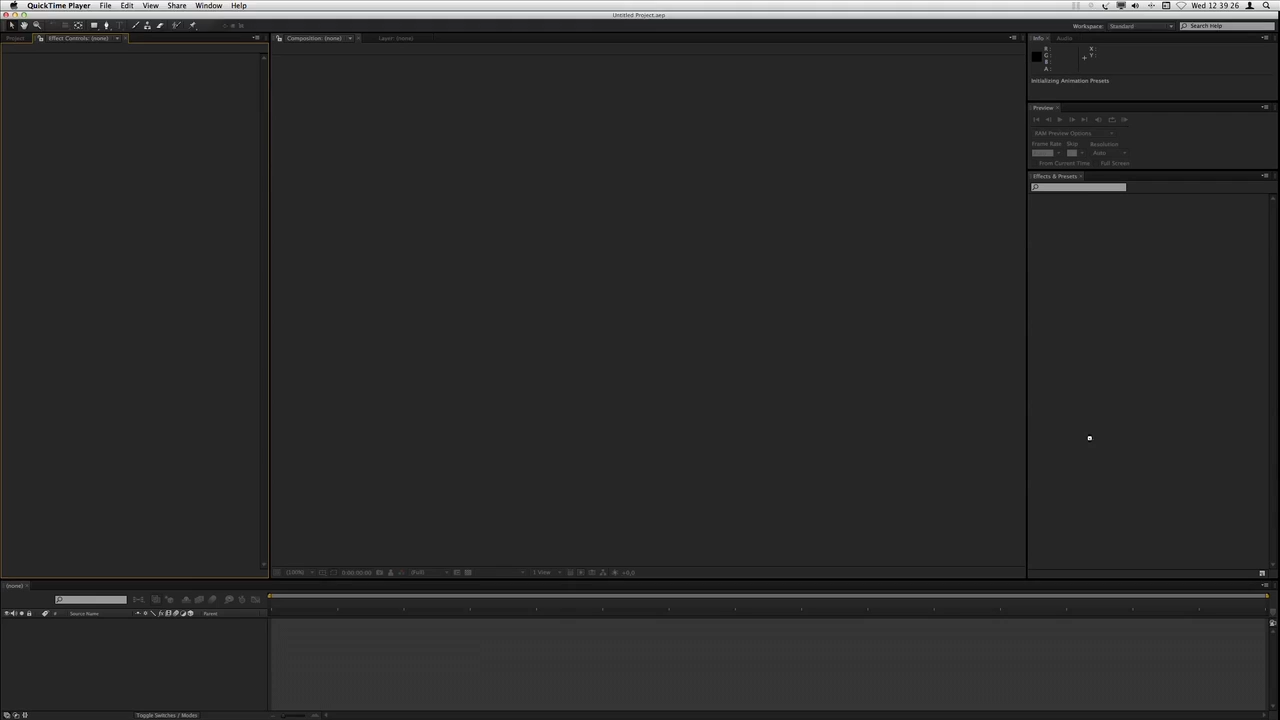 QuickTime Player File Edit View Share Window Help Wed 12 39 26
Untitled Project.aep
Workspace: Standard Search Help
Project Effect Controls: (none) Composition: (none) Layer: (none) Info Audio
R : X :
G : Y :
B :
A :
Initializing Animation Presets
Preview
RAM Preview Options
Frame Rate Skip Resolution
Auto
From Current Time Full Screen
Effects & Presets
(100%) 0:00:00:00 (Full) 1 View +0.0
(none)
# Source Name Parent
Toggle Switches / Modes